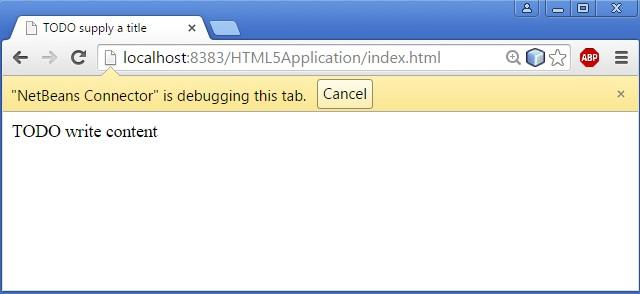 TODO supply a title
localhost:8383/HTML5Application/index.html
ABP
"NetBeans Connector" is debugging this tab. Cancel
TODO write content